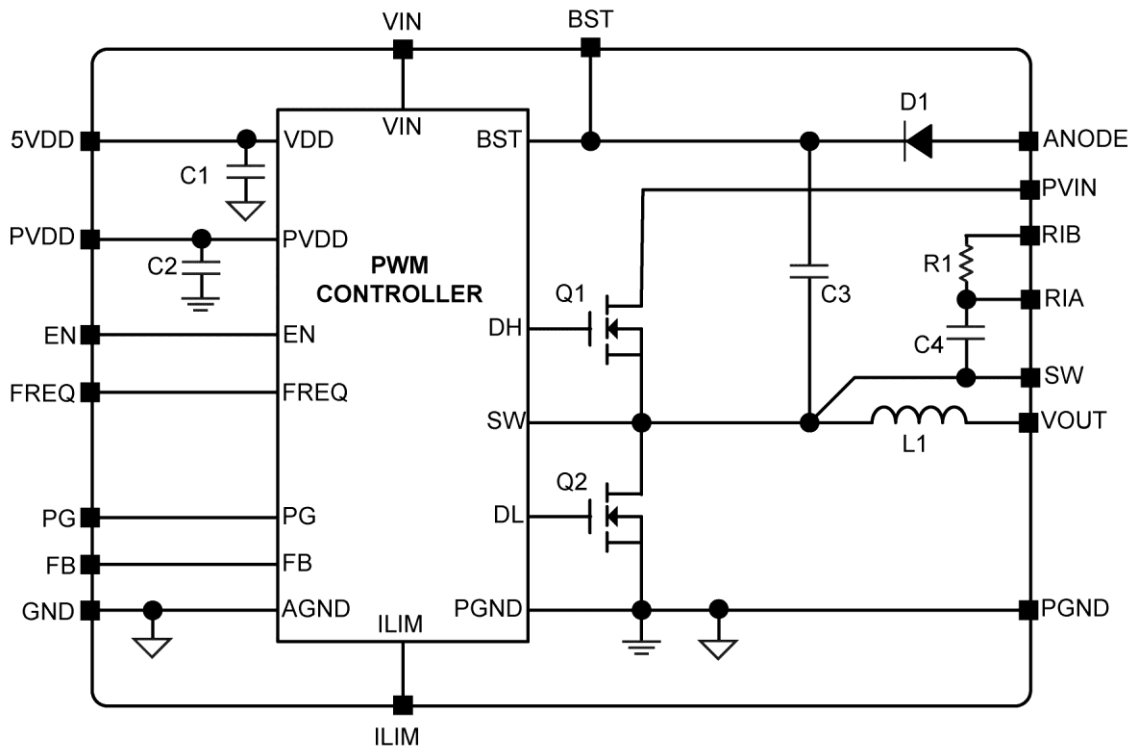 VIN
BST
D1
5VDD
VDD
VIN
BST
ANODE
C1
PVIN
PVDD
PVDD
RIB
C2
PWM
CONTROLLER
R1
Q1
C3
RIA
EN
EN
DH
C4
SW
FREQ
FREQ
SW
VOUT
L1
Q2
PG
PG
DL
FB
FB
GND
AGND
PGND
PGND
ILIM
ILIM